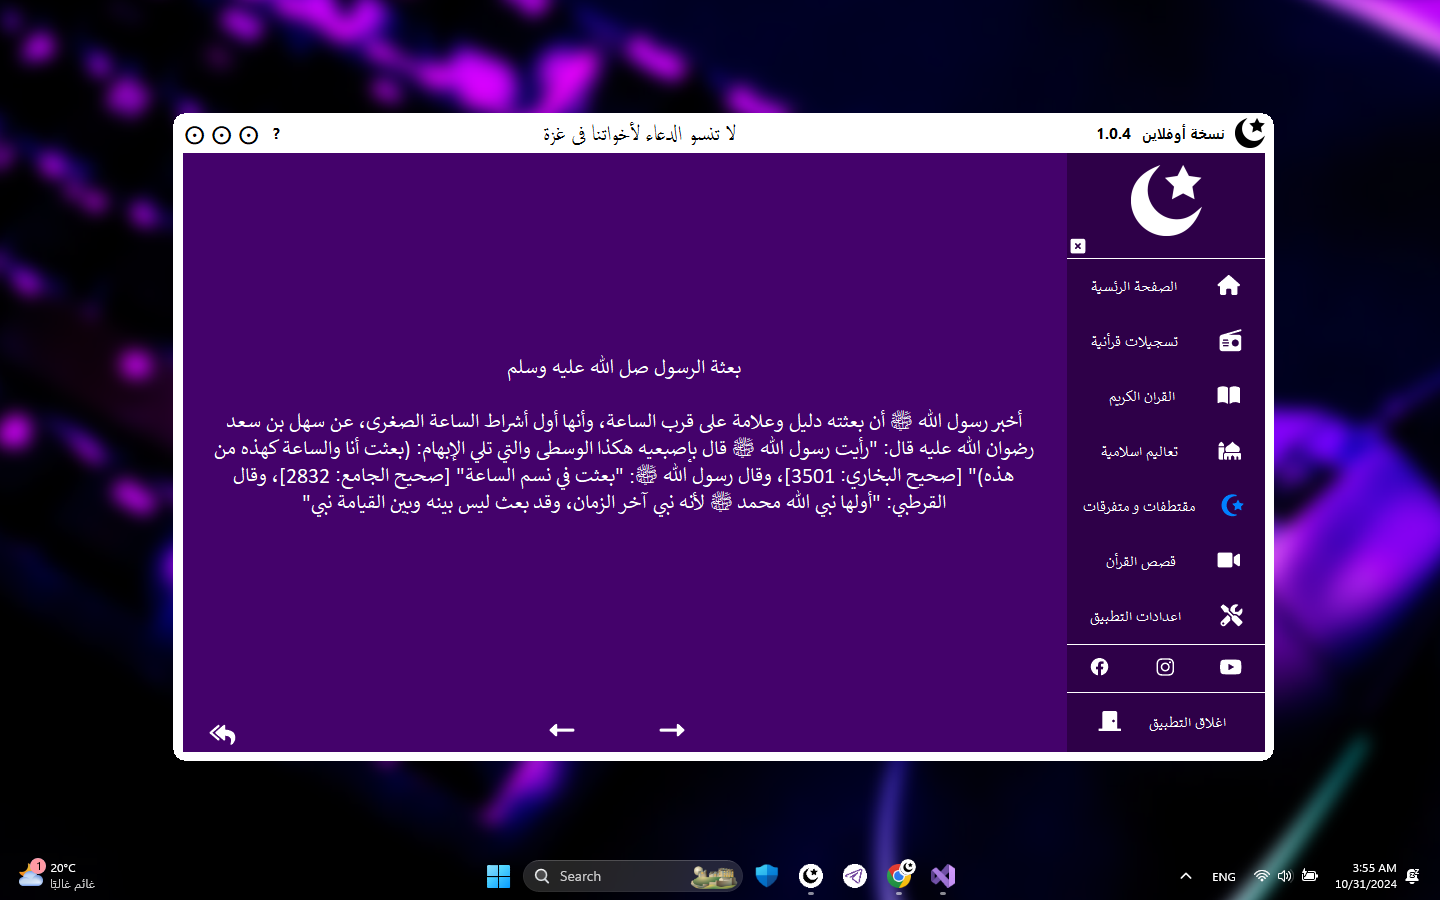 لا تنسو الدعاء لأخواتنا فى غزة
نسخة أوفلاين 1.0.4
?
الصفحة الرئسية
تسجيلات قرأنية
القران الكريم
تعاليم اسلامية
مقتطفات و متفرقات
قصص القرأن
اعدادات التطبيق
اغلاق التطبيق
بعثة الرسول صل الله عليه وسلم
أخبر رسول الله ﷺ أن بعثته دليل وعلامة على قرب الساعة، وأنها أول أشراط الساعة الصغرى، عن سهل بن سعد
رضوان الله عليه قال: "رأيت رسول الله ﷺ قال بإصبعيه هكذا الوسطى والتي تلي الإبهام: (بعثت أنا والساعة كهذه من
هذه)" [صحيح البخاري: 3501]، وقال رسول الله ﷺ: "بعثت في نسم الساعة" [صحيح الجامع: 2832]، وقال
القرطبي: "أولها نبي الله محمد ﷺ لأنه نبي آخر الزمان، وقد بعث ليس بينه وبين القيامة نبي"
1
20°C
غائم غالبًا
Search
ENG
3:55 AM
10/31/2024